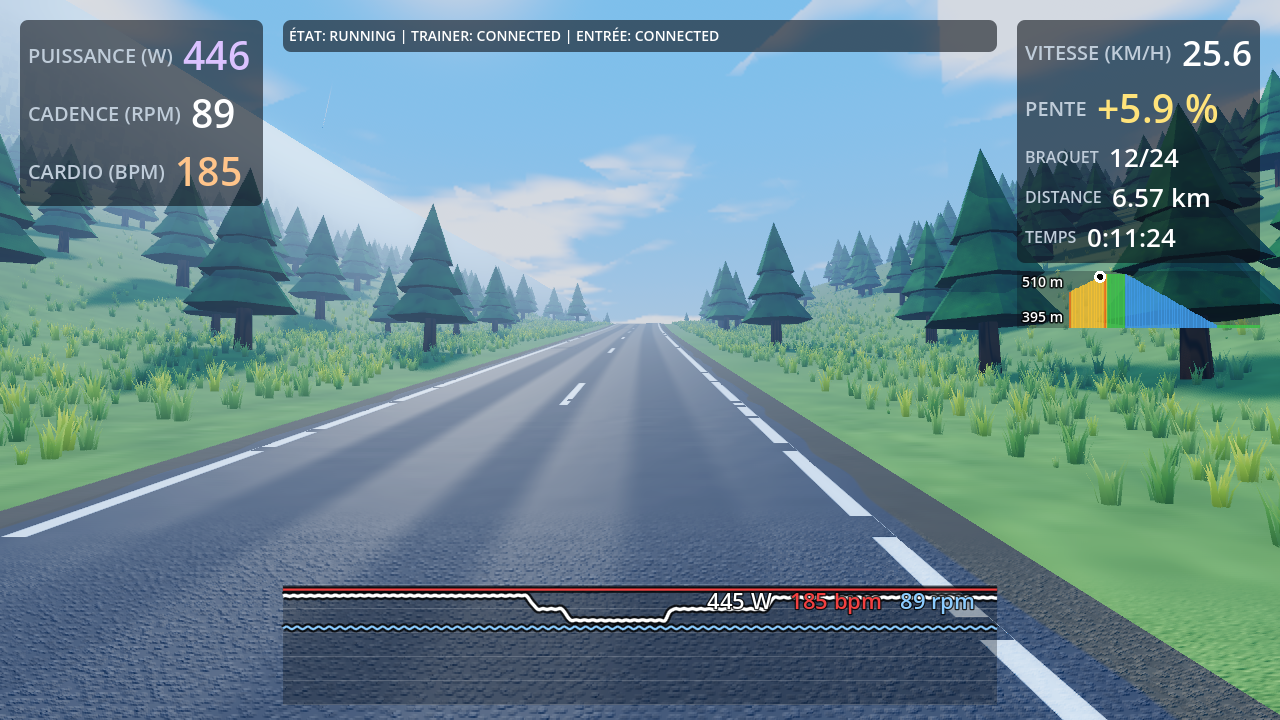 PUISSANCE (W) 446
CADENCE (RPM) 89
CARDIO (BPM) 185
ÉTAT: RUNNING | TRAINER: CONNECTED | ENTRÉE: CONNECTED
VITESSE (KM/H) 25.6
PENTE +5.9 %
BRAQUET 12/24
DISTANCE 6.57 km
TEMPS 0:11:24
510 m
395 m
445 W 185 bpm 89 rpm